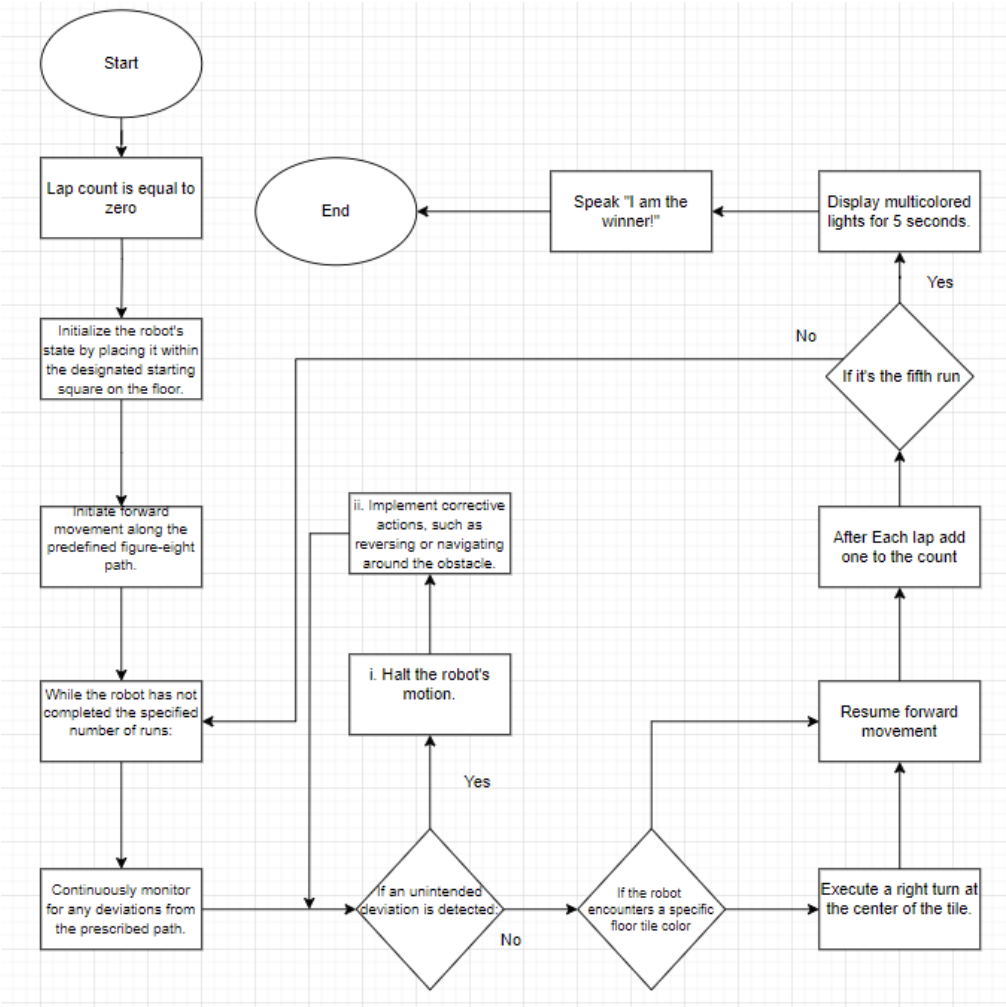 Start
Lap count is equal to
zero
Initialize the robot's
state by placing it within
the designated starting
square on the floor.
Initiate forward
movement along the
predefined figure-eight
path.
While the robot has not
completed the specified
number of runs:
Continuously monitor
for any deviations from
the prescribed path.
If an unintended
deviation is detected:
Yes
No
i. Halt the robot's
motion.
ii. Implement corrective
actions, such as
reversing or navigating
around the obstacle.
If the robot
encounters a specific
floor tile color
Execute a right turn at
the center of the tile.
Resume forward
movement
After Each lap add
one to the count
If it's the fifth run
No
Yes
Display multicolored
lights for 5 seconds.
Speak "I am the
winner!"
End